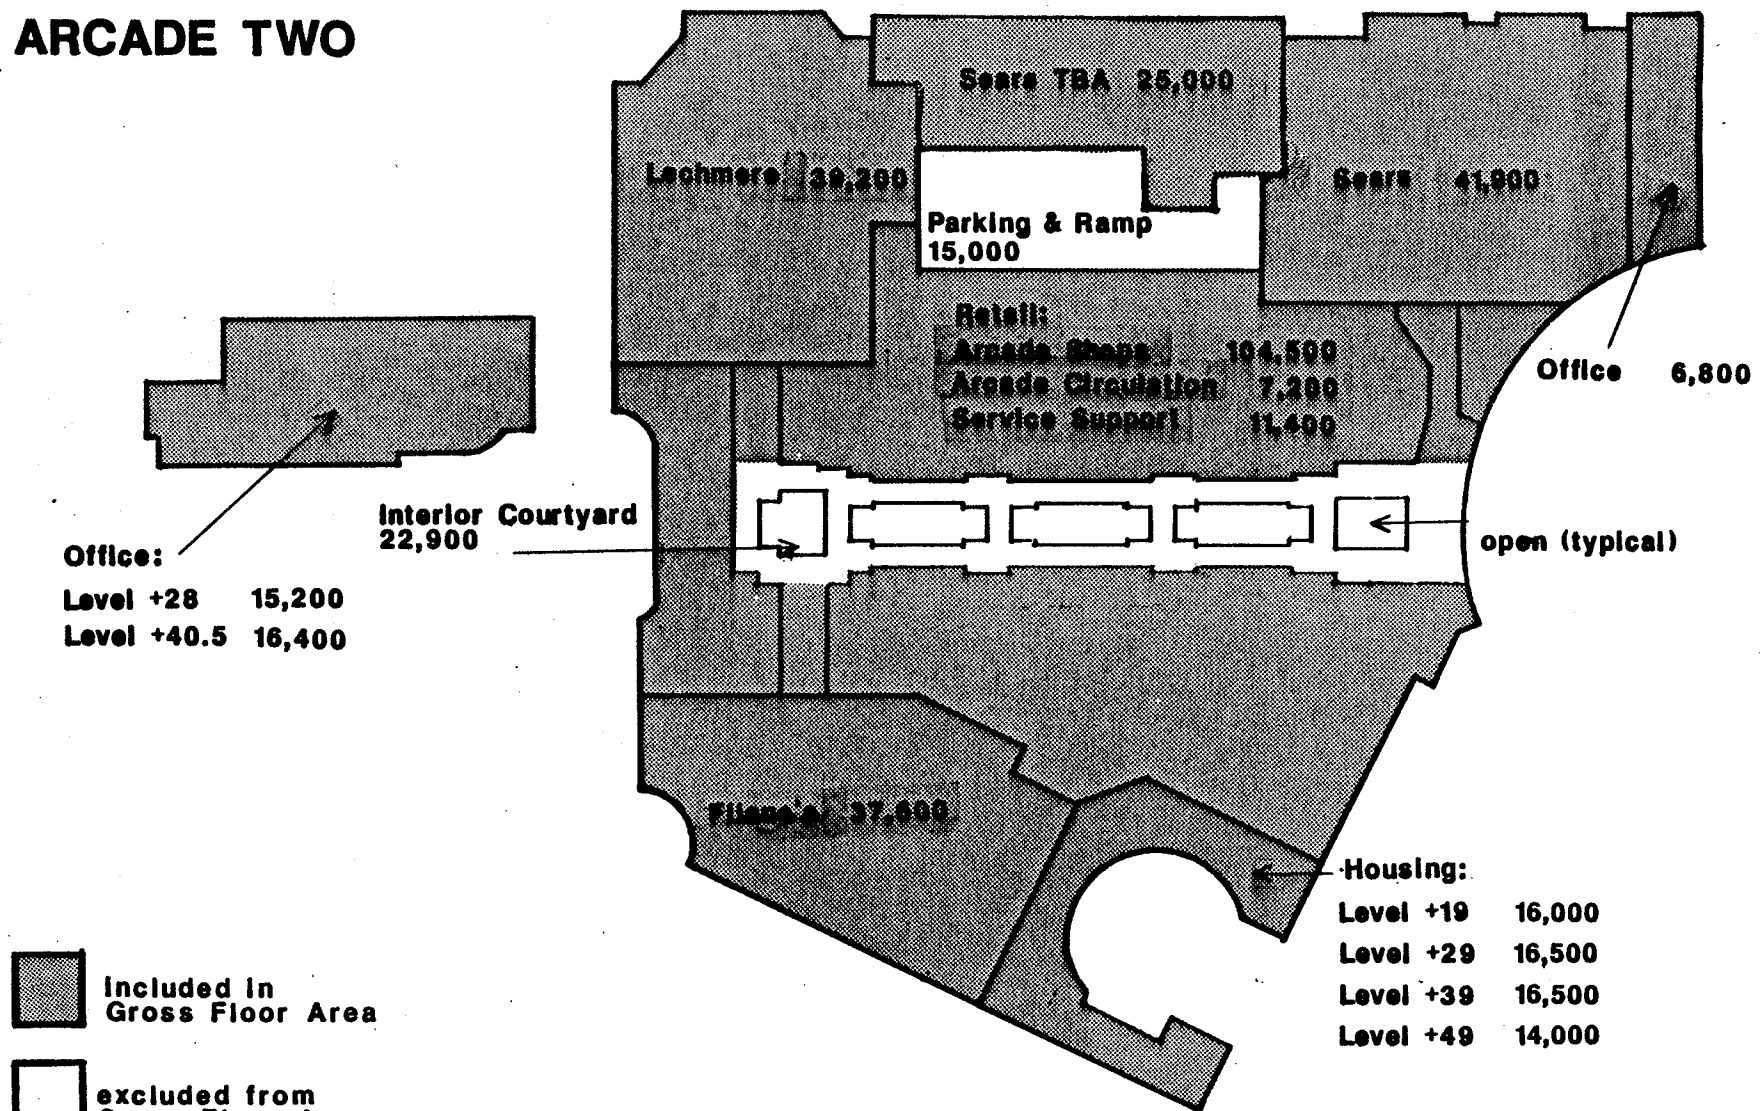 ARCADE TWO
Sears TBA 25,000
Lechmere 39,200
Sears 41,900
Parking & Ramp
15,000
Retail:
Arcade Shops 104,500
Arcade Circulation 7,200
Service Support 11,400
Office 6,800
Interior Courtyard
22,900
open (typical)
Office:
Level +28 15,200
Level +40.5 16,400
Filene's 37,600
Housing:
Level +19 16,000
Level +29 16,500
Level +39 16,500
Level +49 14,000
included in
Gross Floor Area
excluded from